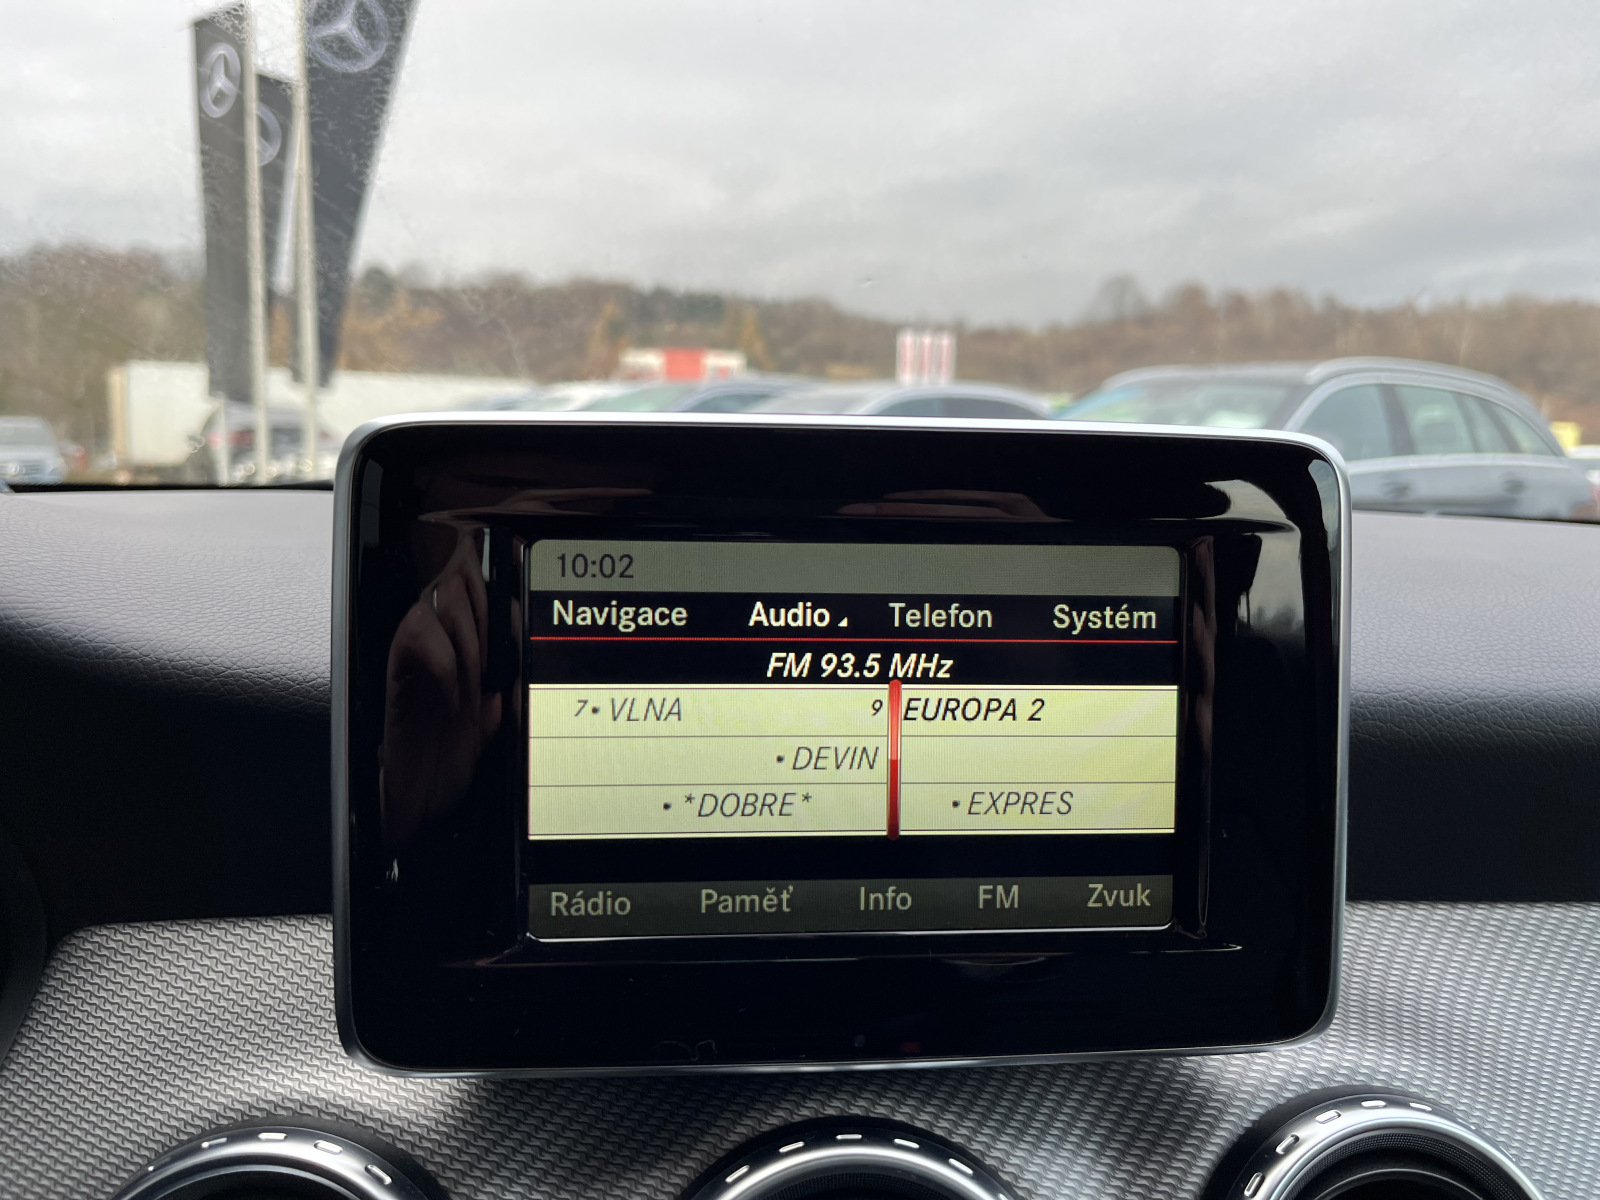 10:02
Navigace Audio Telefon Systém
FM 93.5 MHz
7• VLNA 9 EUROPA 2
• DEVIN
• *DOBRE* • EXPRES
Rádio Paměť Info FM Zvuk